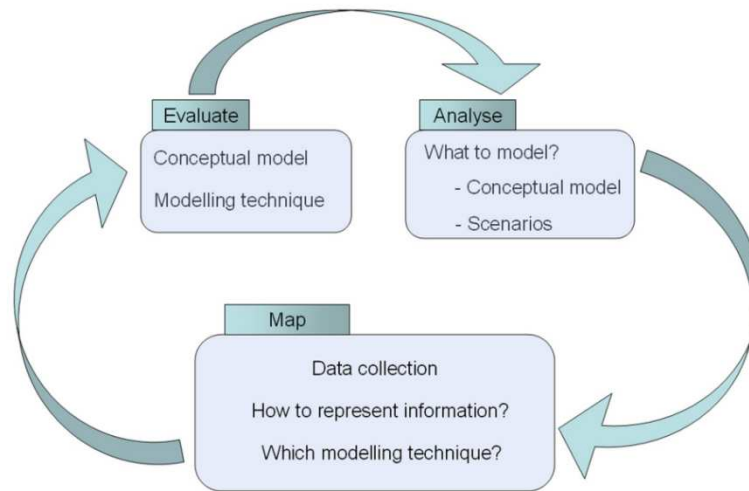 Evaluate
Conceptual model
Modelling technique
Analyse
What to model?
- Conceptual model
- Scenarios
Map
Data collection
How to represent information?
Which modelling technique?